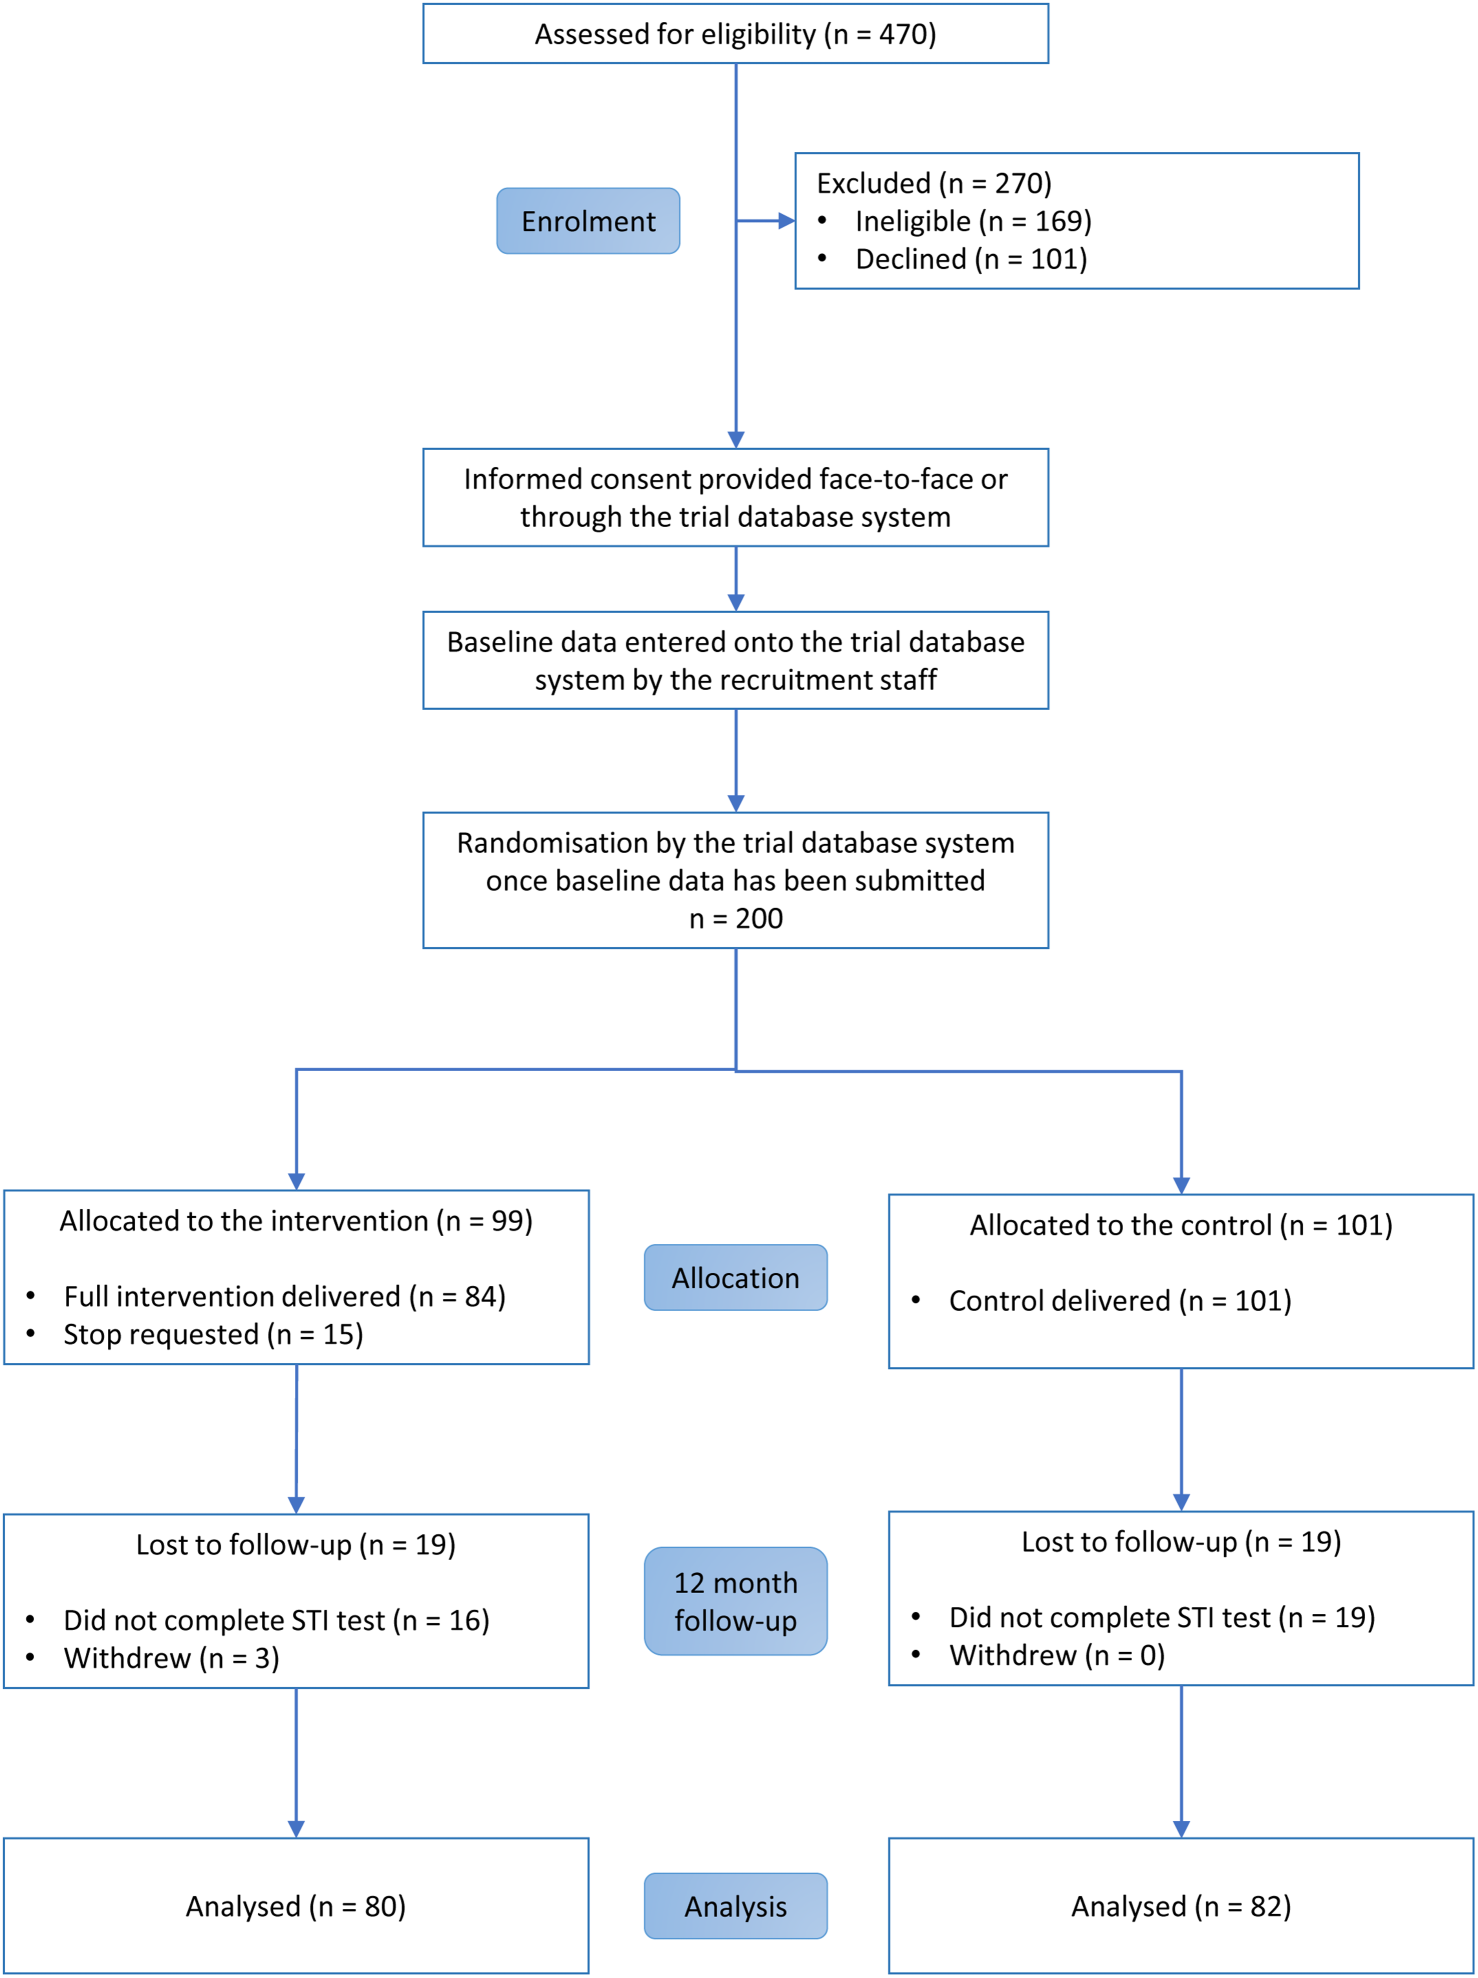 Assessed for eligibility (n = 470)
Enrolment
Excluded (n = 270)
• Ineligible (n = 169)
• Declined (n = 101)
Informed consent provided face-to-face or
through the trial database system
Baseline data entered onto the trial database
system by the recruitment staff
Randomisation by the trial database system
once baseline data has been submitted
n = 200
Allocated to the intervention (n = 99)
• Full intervention delivered (n = 84)
• Stop requested (n = 15)
Allocation
Allocated to the control (n = 101)
• Control delivered (n = 101)
Lost to follow-up (n = 19)
• Did not complete STI test (n = 16)
• Withdrew (n = 3)
12 month
follow-up
Lost to follow-up (n = 19)
• Did not complete STI test (n = 19)
• Withdrew (n = 0)
Analysed (n = 80)
Analysis
Analysed (n = 82)